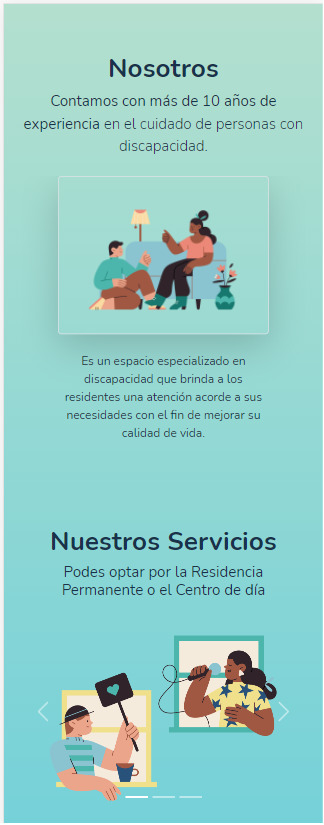 Nosotros
Contamos con más de 10 años de
experiencia en el cuidado de personas con
discapacidad.
Es un espacio especializado en
discapacidad que brinda a los
residentes una atención acorde a sus
necesidades con el fin de mejorar su
calidad de vida.
Nuestros Servicios
Podes optar por la Residencia
Permanente o el Centro de día